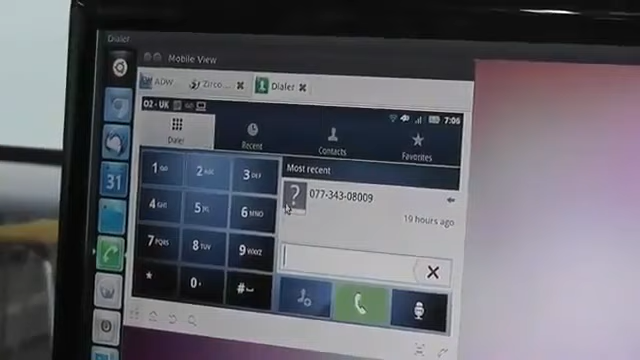 Dialer
Mobile View
ADW
Zirco...
Dialer
O2 - UK
7:06
Dialer
Recent
Contacts
Favorites
Most recent
1
2 ABC
3 DEF
077-343-08009
19 hours ago
4 GHI
5 JKL
6 MNO
7 PQRS
8 TUV
9 WXYZ
* 0+ #
31